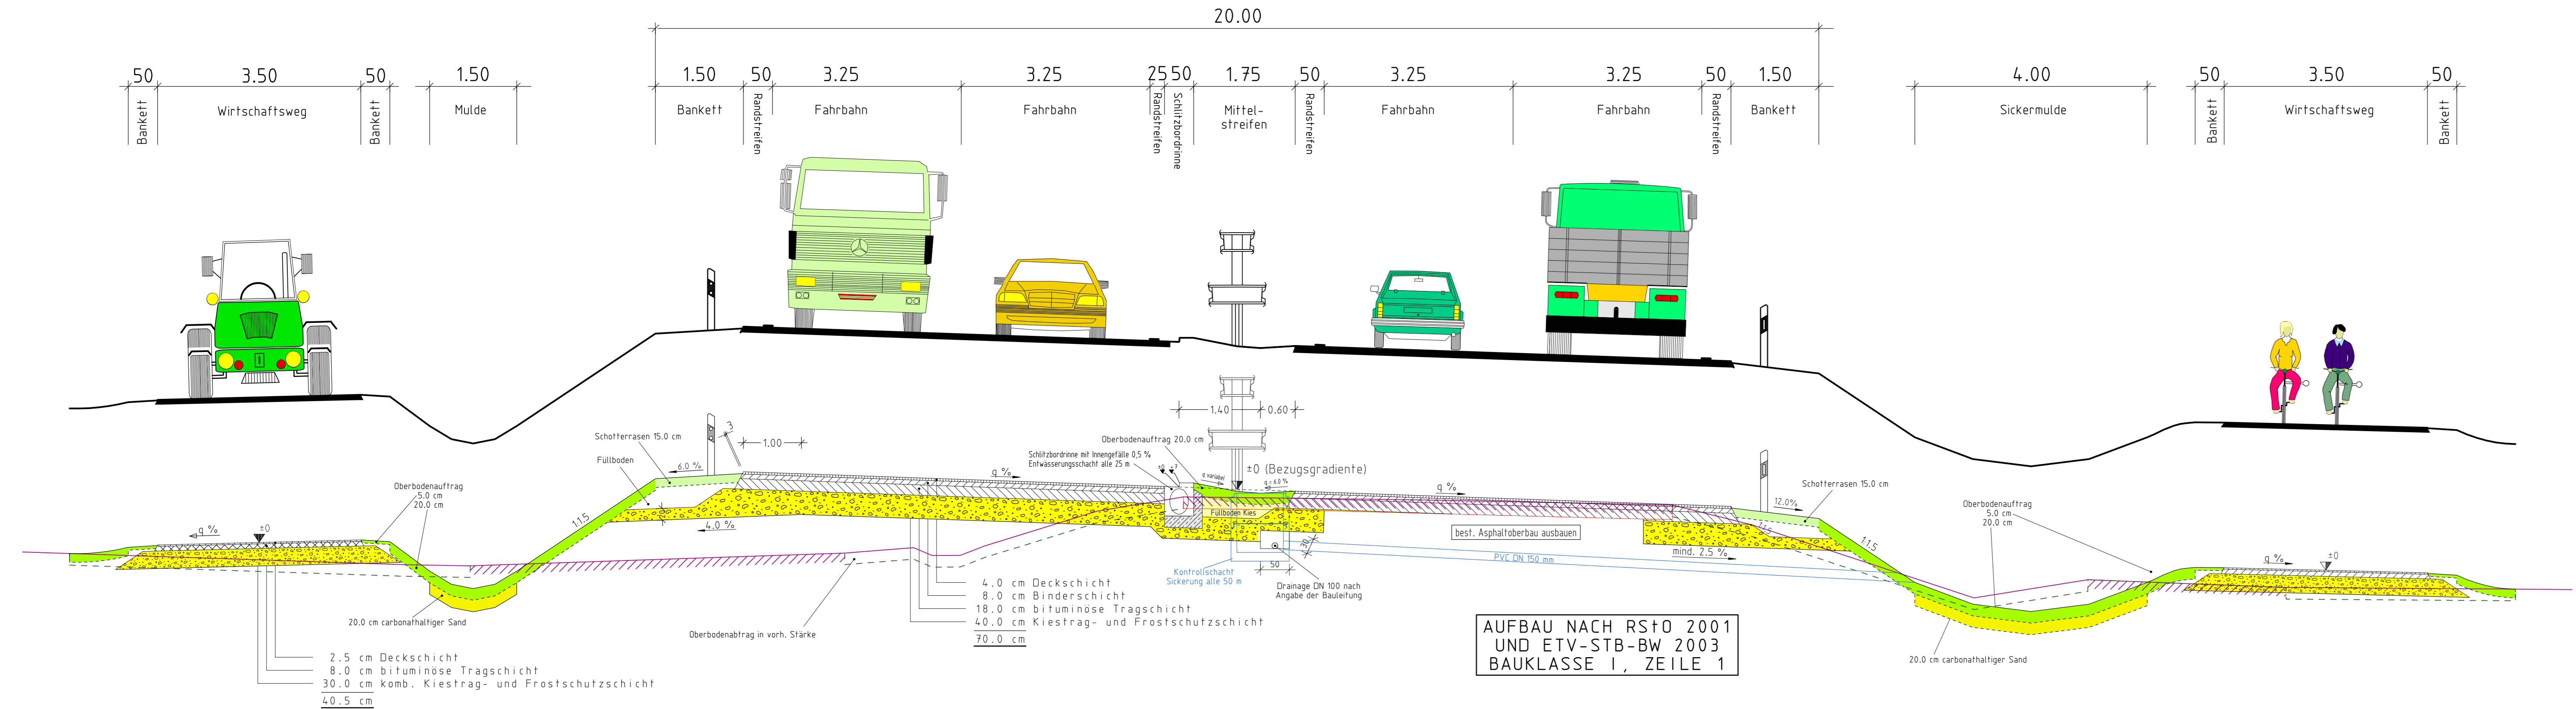 20.00
50 3.50 50 1.50 1.50 50 3.25 3.25 25 50 1.75 50 3.25 3.25 50 1.50 4.00 50 3.50 50
Bankett Wirtschaftsweg Bankett Mulde Bankett Randstreifen Fahrbahn Fahrbahn Randstreifen Schlitzbordrinne Mittel-
streifen Randstreifen Fahrbahn Fahrbahn Randstreifen Bankett Sickermulde Bankett Wirtschaftsweg Bankett
1.40 0.60
3
1.00
Schotterrasen 15.0 cm
Füllboden
6.0 %
q %
Oberbodenauftrag 20.0 cm
Schlitzbordrinne mit Innengefälle 0,5 %
Entwässerungsschacht alle 25 m
±0 +7
q variabel
q = 6.0 %
±0 (Bezugsgradiente)
q %
12.0%
Schotterrasen 15.0 cm
Oberbodenauftrag
5.0 cm
20.0 cm
Oberbodenauftrag
5.0 cm
20.0 cm
q %
±0
1:1.5
4.0 %
Füllboden Kies
best. Asphaltoberbau ausbauen
1:1.5
1:1.5
mind. 2.5 %
PVC DN 150 mm
q %
±0
30
50
Kontrollschacht
Sickerung alle 50 m
Drainage DN 100 nach
Angabe der Bauleitung
4.0 cm Deckschicht
8.0 cm Binderschicht
18.0 cm bituminöse Tragschicht
40.0 cm Kiestrag- und Frostschutzschicht
70.0 cm
20.0 cm carbonathaltiger Sand
Oberbodenabtrag in vorh. Stärke
2.5 cm Deckschicht
8.0 cm bituminöse Tragschicht
30.0 cm komb. Kiestrag- und Frostschutzschicht
40.5 cm
AUFBAU NACH RStO 2001
UND ETV-STB-BW 2003
BAUKLASSE I, ZEILE 1
20.0 cm carbonathaltiger Sand